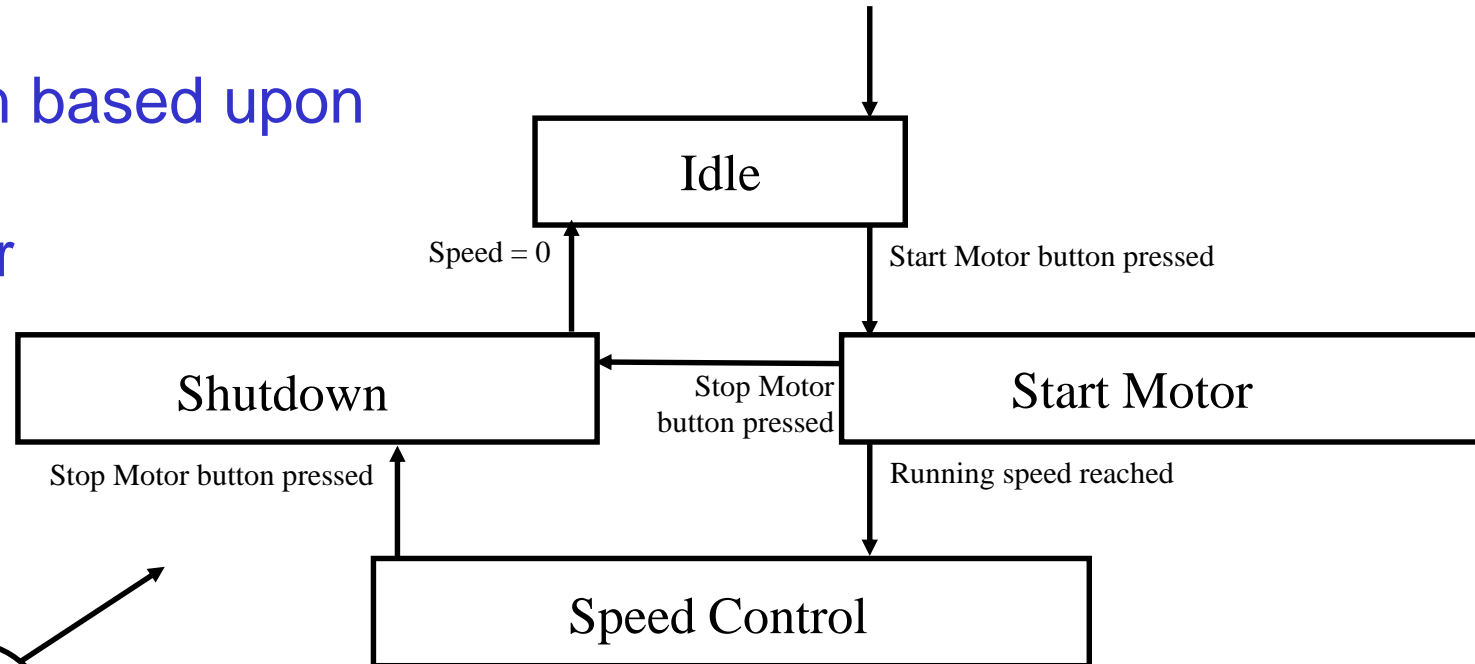 based upon
Idle
Speed = 0
Start Motor button pressed
Shutdown
Stop Motor
button pressed
Start Motor
Stop Motor button pressed
Running speed reached
Speed Control